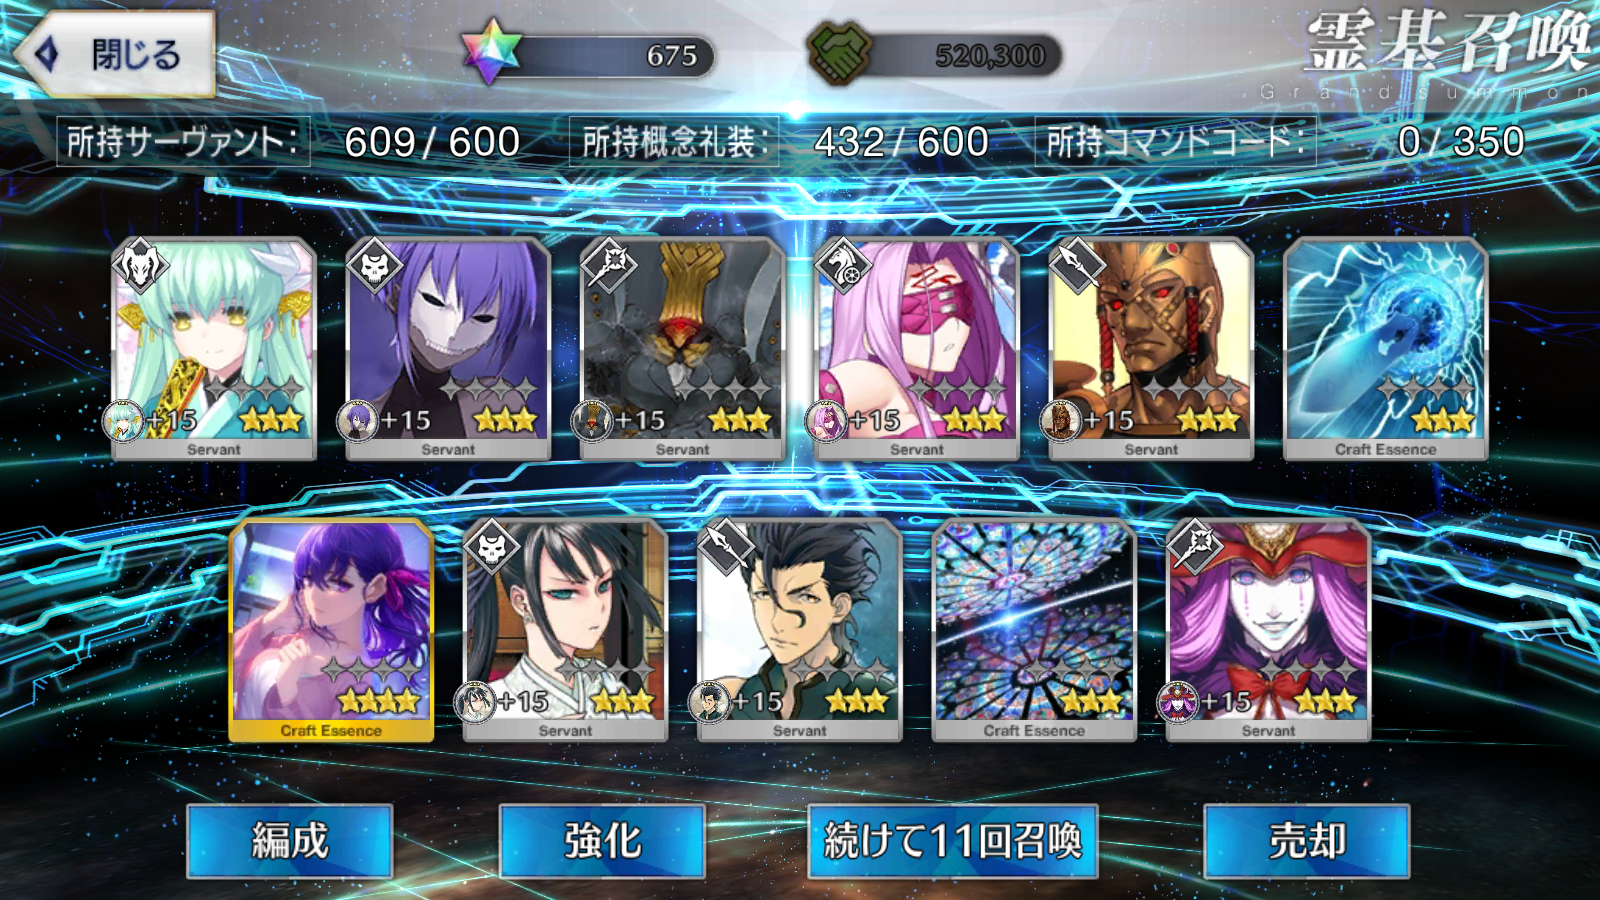 閉じる
675
520,300
霊基召喚
Grand summon
所持サーヴァント: 609 / 600
所持概念礼装: 432 / 600
所持コマンドコード: 0 / 350
+15 +15 +15 +15 +15
Servant Servant Servant Servant Servant Craft Essence
+15 +15 +15
Craft Essence Servant Servant Craft Essence Servant
編成
強化
続けて11回召喚
売却